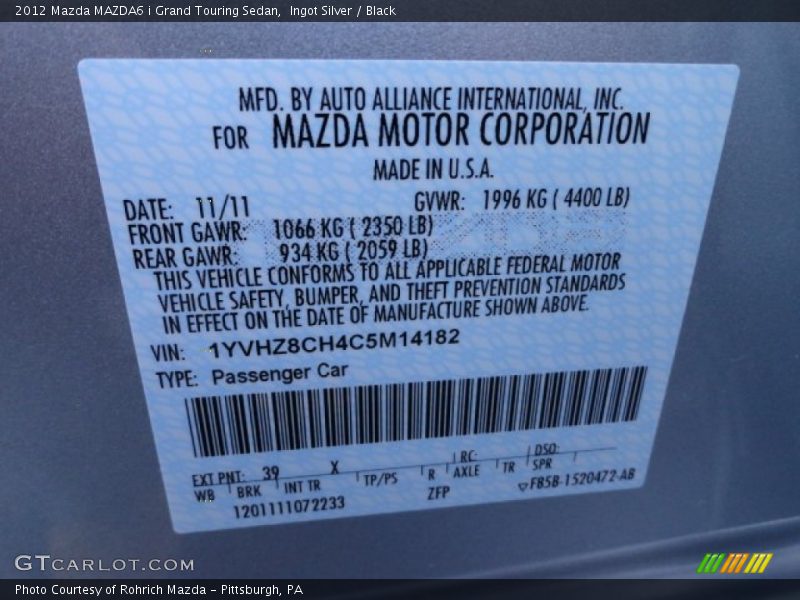 2012 Mazda MAZDA6 i Grand Touring Sedan,  Ingot Silver / Black
MFD. BY AUTO ALLIANCE INTERNATIONAL, INC.
FOR MAZDA MOTOR CORPORATION
MADE IN U.S.A.
DATE: 11/11 GVWR: 1996 KG ( 4400 LB)
FRONT GAWR: 1066 KG ( 2350 LB)
REAR GAWR: 934 KG ( 2059 LB)
THIS VEHICLE CONFORMS TO ALL APPLICABLE FEDERAL MOTOR
VEHICLE SAFETY, BUMPER, AND THEFT PREVENTION STANDARDS
IN EFFECT ON THE DATE OF MANUFACTURE SHOWN ABOVE.
VIN: 1YVHZ8CH4C5M14182
TYPE: Passenger Car
EXT PNT: 39 X RC: DSO:
WB BRK INT TR TP/PS R AXLE TR SPR
1201111072233 ZFP ▽F85B-1520472-AB
GTCARLOT.COM
Photo Courtesy of Rohrich Mazda – Pittsburgh, PA